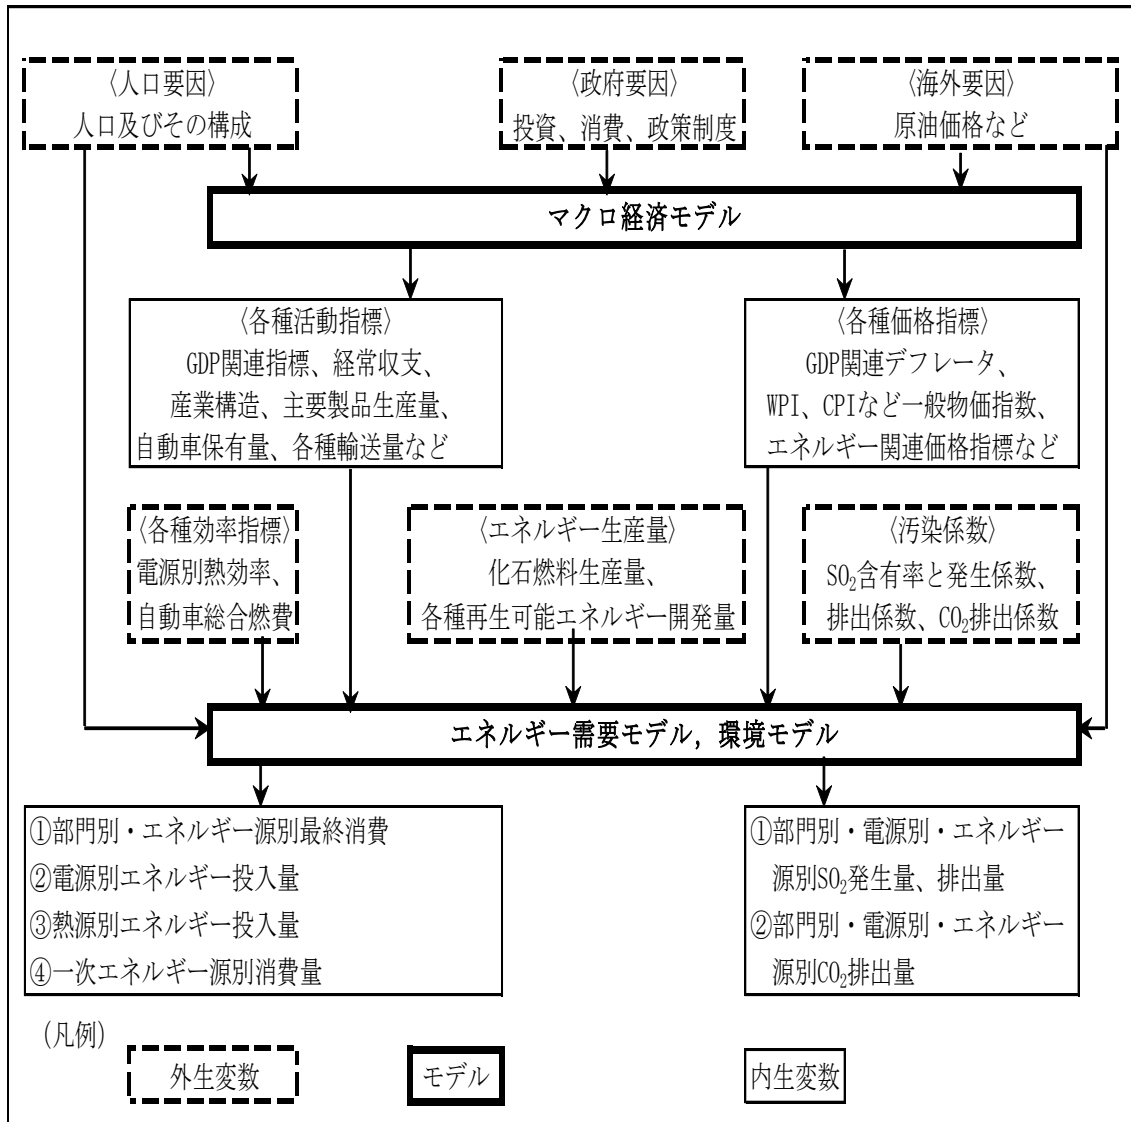 〈人口要因〉
人口及びその構成
〈政府要因〉
投資、消費、政策制度
〈海外要因〉
原油価格など
マクロ経済モデル
〈各種活動指標〉
GDP関連指標、経常収支、
産業構造、主要製品生産量、
自動車保有量、各種輸送量など
〈各種価格指標〉
GDP関連デフレータ、
WPI、CPIなど一般物価指数、
エネルギー関連価格指標など
〈各種効率指標〉
電源別熱効率、
自動車総合燃費
〈エネルギー生産量〉
化石燃料生産量、
各種再生可能エネルギー開発量
〈汚染係数〉
SO₂含有率と発生係数、
排出係数、CO₂排出係数
エネルギー需要モデル，環境モデル
①部門別・エネルギー源別最終消費
②電源別エネルギー投入量
③熱源別エネルギー投入量
④一次エネルギー源別消費量
①部門別・電源別・エネルギー
源別SO₂発生量、排出量
②部門別・電源別・エネルギー
源別CO₂排出量
(凡例)
外生変数
モデル
内生変数